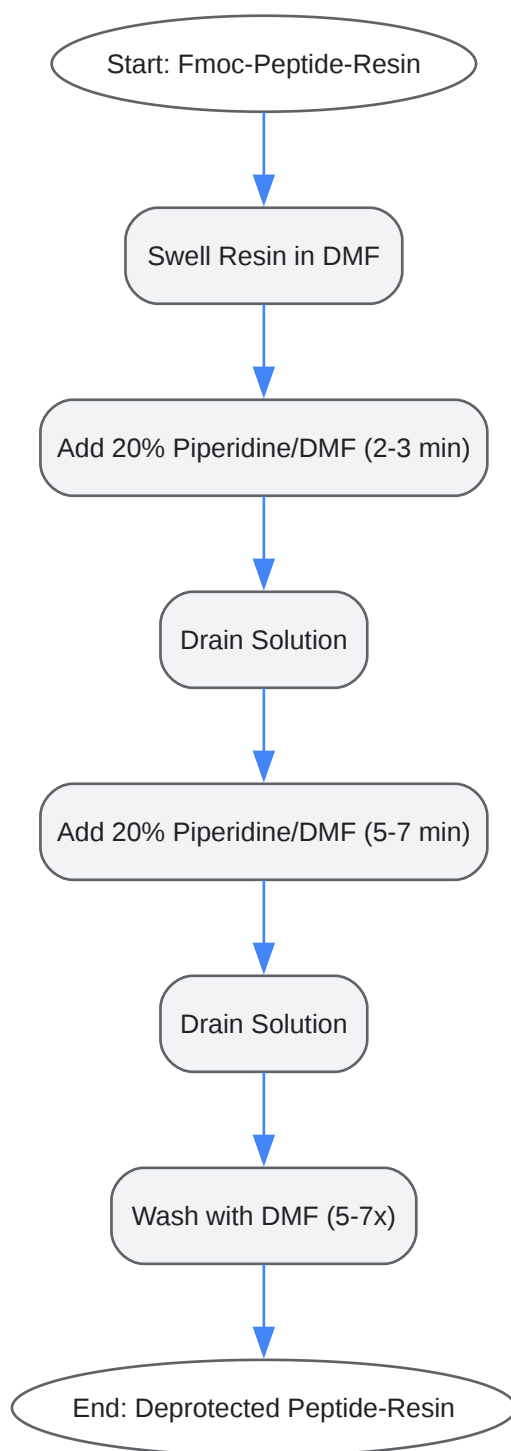 Start: Fmoc-Peptide-Resin
Swell Resin in DMF
Add 20% Piperidine/DMF (2-3 min)
Drain Solution
Add 20% Piperidine/DMF (5-7 min)
Drain Solution
Wash with DMF (5-7x)
End: Deprotected Peptide-Resin